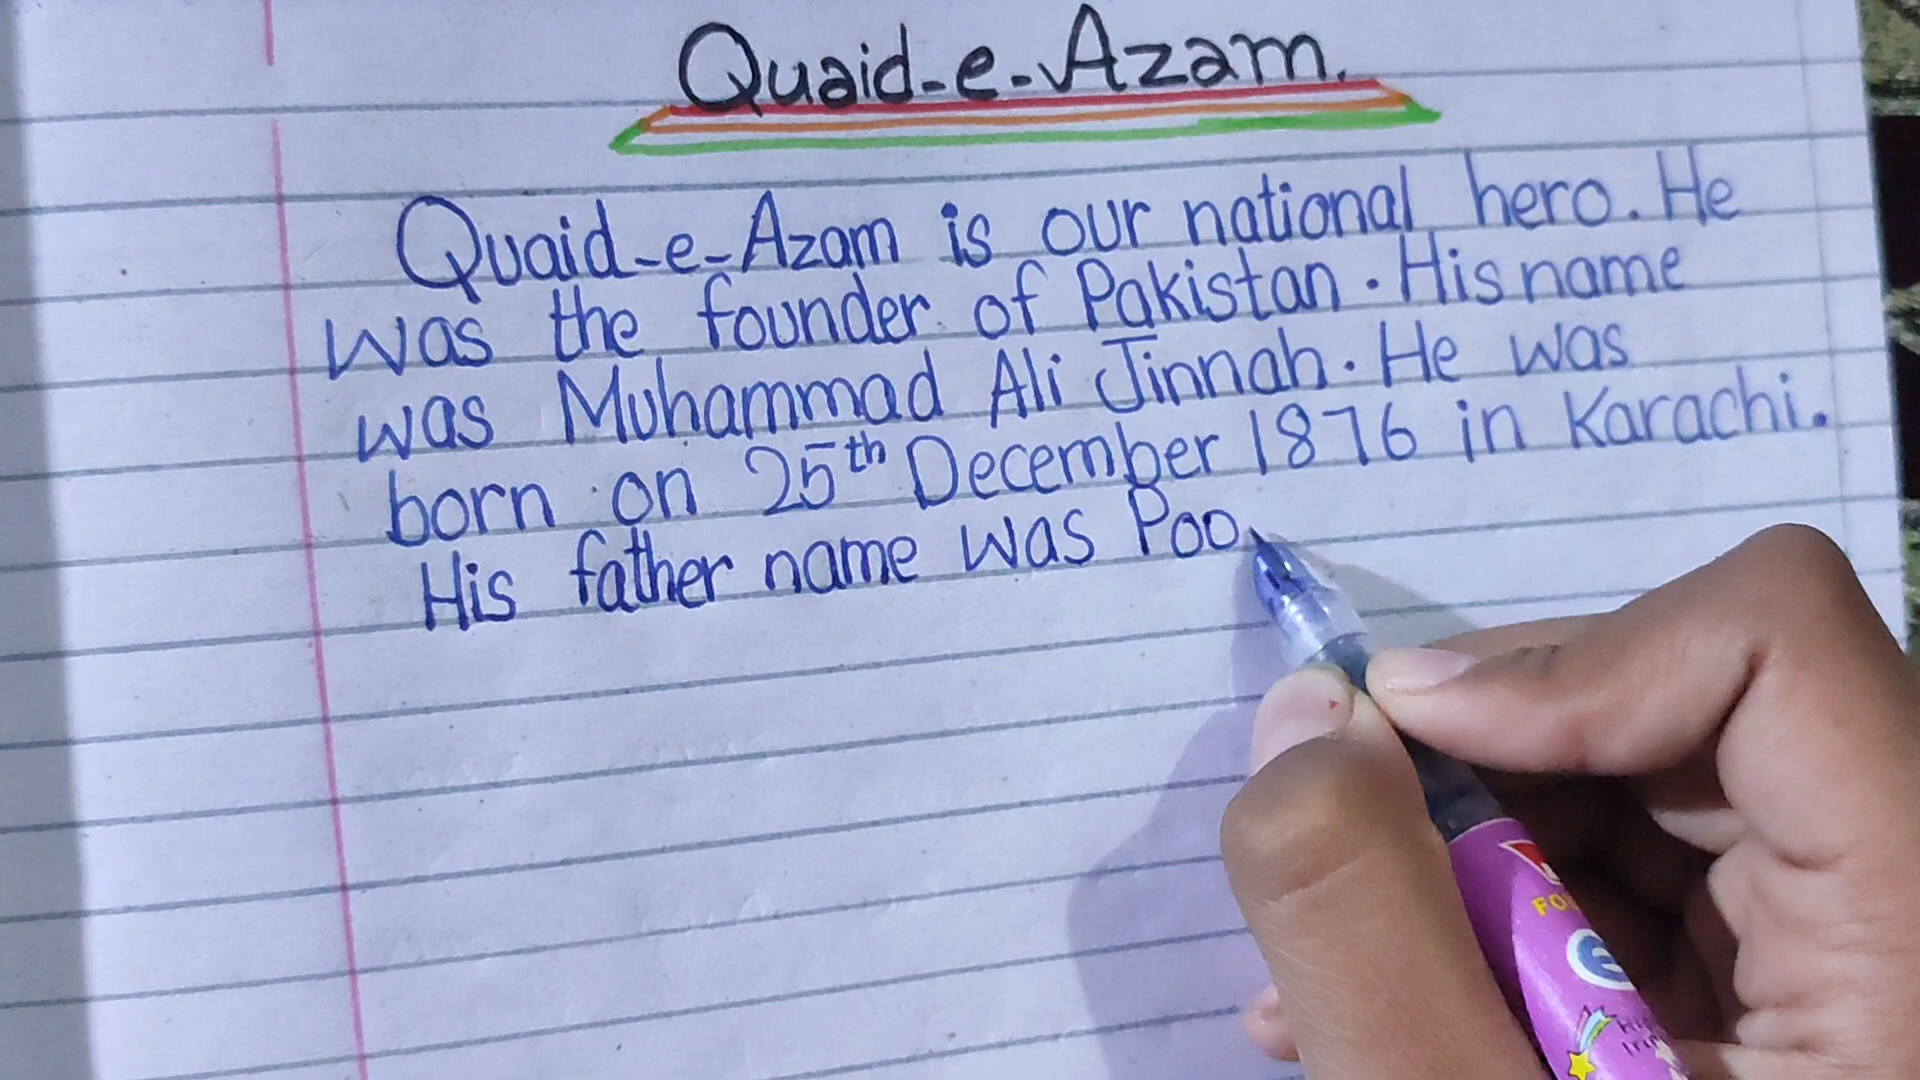 Quaid-e-Azam.
Quaid-e-Azam is our national hero. He
was the founder of Pakistan. His name
was Muhammad Ali Jinnah. He was
born on 25th December 1876 in Karachi.
His father name was Poo